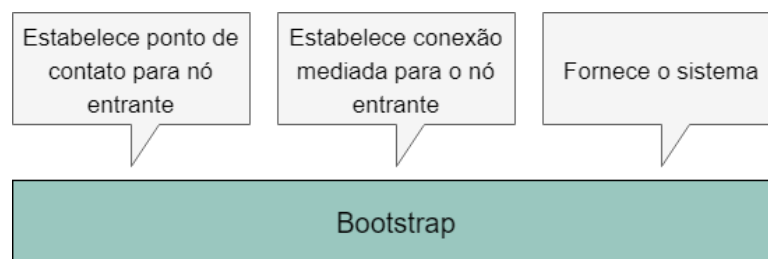 Estabelece ponto de
contato para nó
entrante
Estabelece conexão
mediada para o nó
entrante
Fornece o sistema
Bootstrap